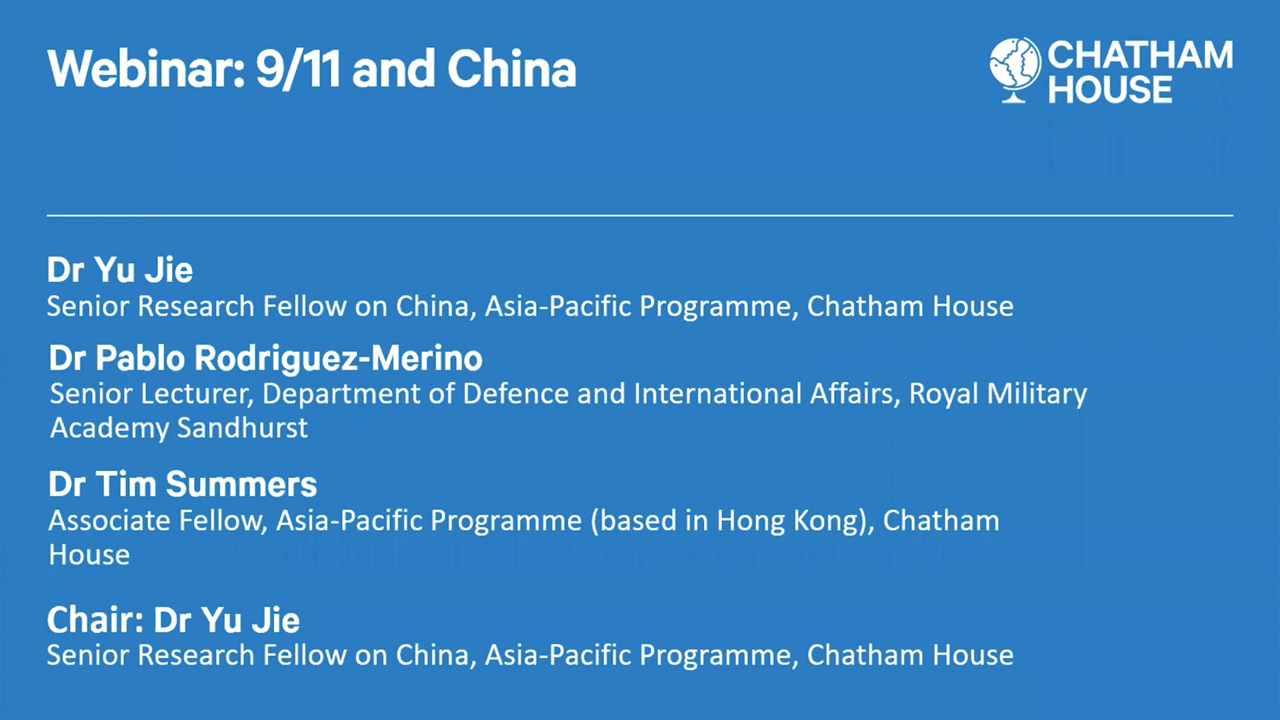 Webinar: 9/11 and China
CHATHAM
HOUSE
Dr Yu Jie
Senior Research Fellow on China, Asia-Pacific Programme, Chatham House
Dr Pablo Rodriguez-Merino
Senior Lecturer, Department of Defence and International Affairs, Royal Military
Academy Sandhurst
Dr Tim Summers
Associate Fellow, Asia-Pacific Programme (based in Hong Kong), Chatham
House
Chair: Dr Yu Jie
Senior Research Fellow on China, Asia-Pacific Programme, Chatham House